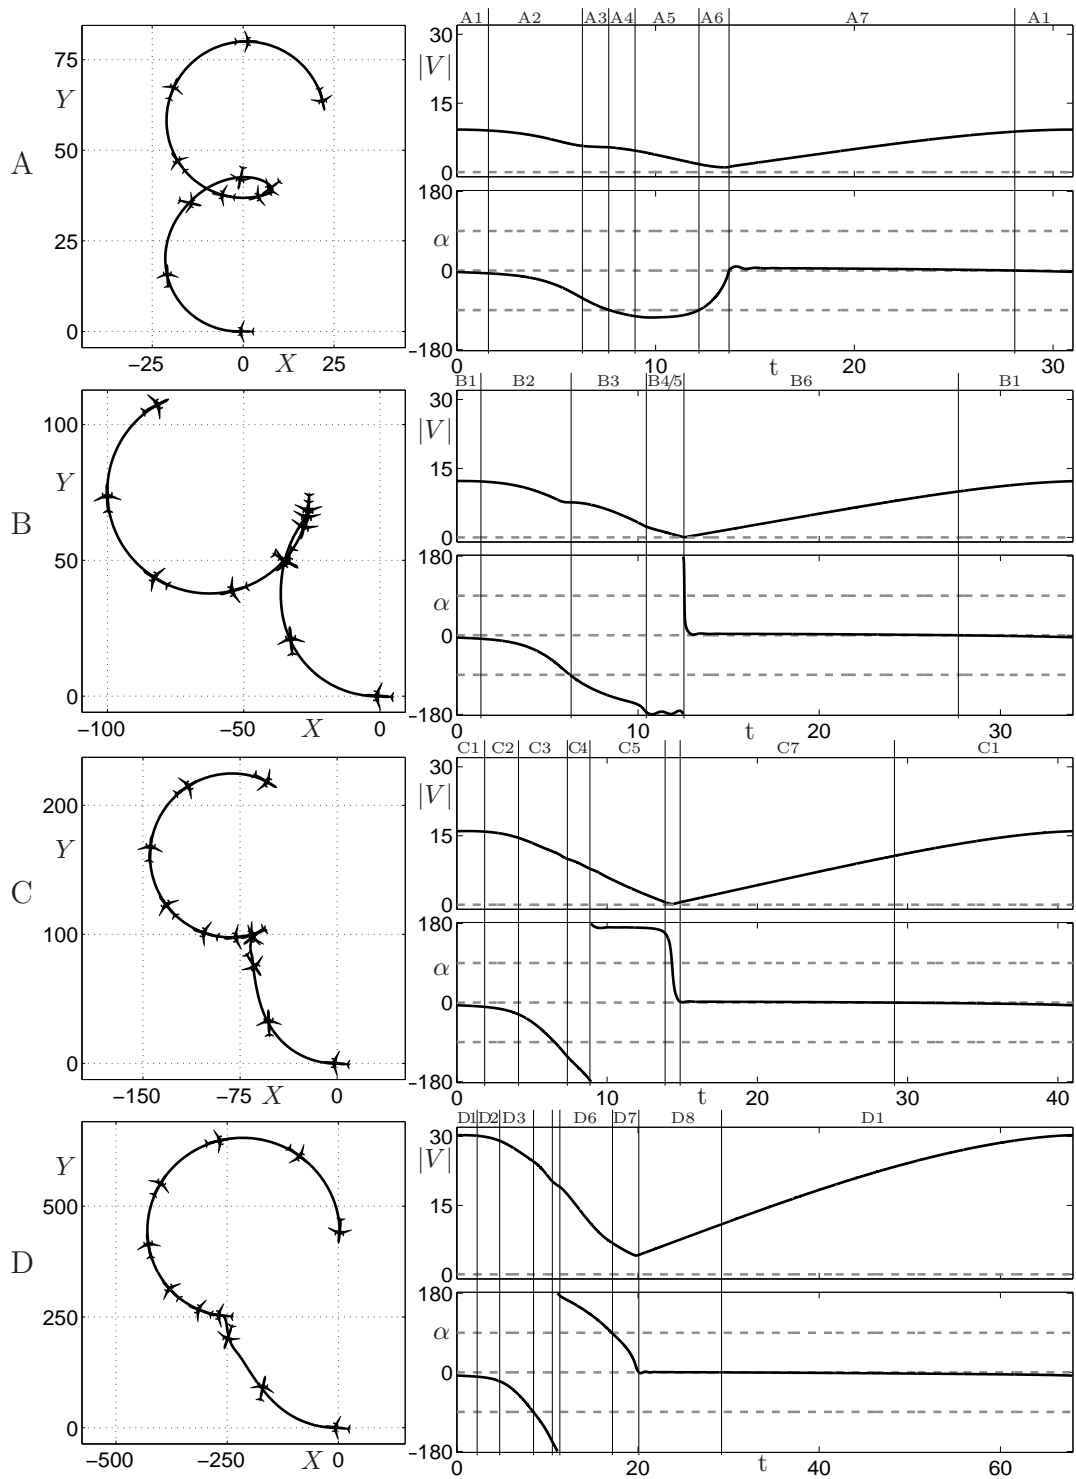 A1 A2 A3 A4 A5 A6 A7 A1
75
50
25
0
Y
A
−25 0 X 25
30
|V|
15
0
180
α
0
−180
0 10 t 20 30
B1 B2 B3 B4/5 B6 B1
100
Y
50
0
B
−100 −50 X 0
30
|V|
15
0
180
α
0
−180
0 10 t 20 30
C1 C2 C3 C4 C5 C7 C1
200
Y
100
0
C
−150 −75 X 0
30
|V|
15
0
180
α
0
−180
0 10 t 20 30 40
D1 D2 D3 D6 D7 D8 D1
Y
500
250
0
D
−500 −250 X 0
30
|V|
15
0
180
α
0
−180
0 20 t 40 60